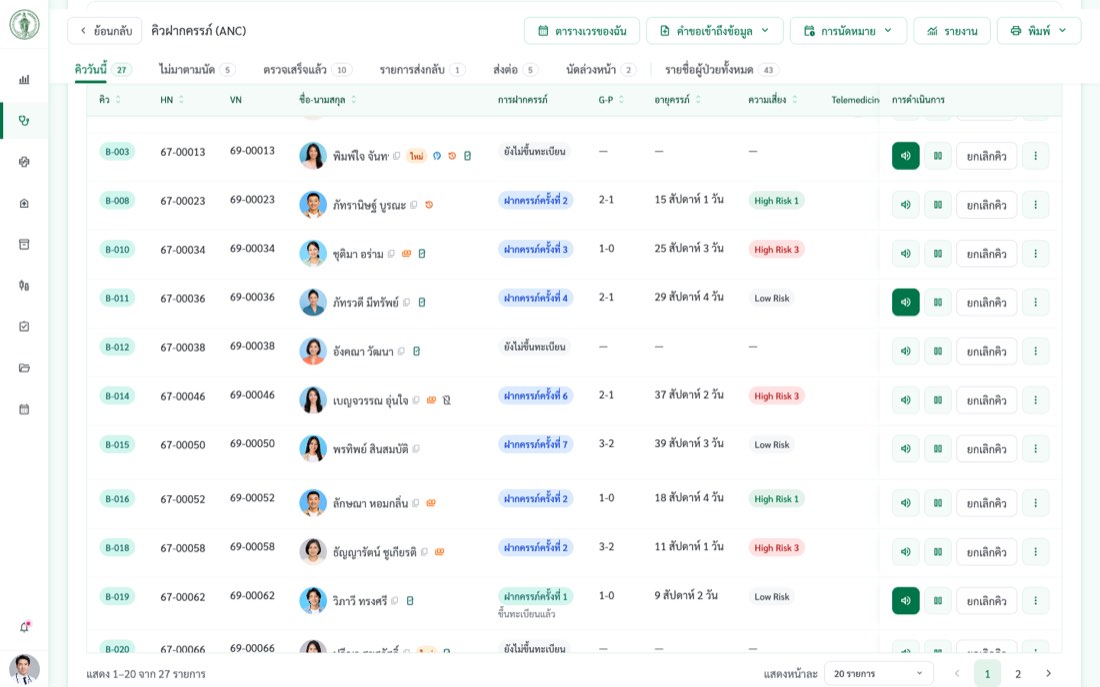 ย้อนกลับ คิวฝากครรภ์ (ANC) ตารางเวรของฉัน คำขอเข้าถึงข้อมูล การนัดหมาย รายงาน พิมพ์
คิววันนี้ 27 ไม่มาตามนัด 5 ตรวจเสร็จแล้ว 10 รายการส่งกลับ 1 ส่งต่อ 5 นัดล่วงหน้า 2 รายชื่อผู้ป่วยทั้งหมด 43
คิว HN VN ชื่อ-นามสกุล การฝากครรภ์ G-P อายุครรภ์ ความเสี่ยง Telemedicin การดำเนินการ
B-003 67-00013 69-00013 พิมพ์ใจ จันท ใหม่ ยังไม่ขึ้นทะเบียน — — — ยกเลิกคิว
B-008 67-00023 69-00023 ภัทรานิษฐ์ บูรณะ ฝากครรภ์ครั้งที่ 2 2-1 15 สัปดาห์ 1 วัน High Risk 1 ยกเลิกคิว
B-010 67-00034 69-00034 ชุติมา อร่าม ฝากครรภ์ครั้งที่ 3 1-0 25 สัปดาห์ 3 วัน High Risk 3 ยกเลิกคิว
B-011 67-00036 69-00036 ภัทรวดี มีทรัพย์ ฝากครรภ์ครั้งที่ 4 2-1 29 สัปดาห์ 4 วัน Low Risk ยกเลิกคิว
B-012 67-00038 69-00038 อังคณา วัฒนา ยังไม่ขึ้นทะเบียน — — — ยกเลิกคิว
B-014 67-00046 69-00046 เบญจวรรณ อุ่นใจ ฝากครรภ์ครั้งที่ 6 2-1 37 สัปดาห์ 2 วัน High Risk 3 ยกเลิกคิว
B-015 67-00050 69-00050 พรทิพย์ สินสมบัติ ฝากครรภ์ครั้งที่ 7 3-2 39 สัปดาห์ 3 วัน Low Risk ยกเลิกคิว
B-016 67-00052 69-00052 ลักษณา หอมกลิ่น ฝากครรภ์ครั้งที่ 2 1-0 18 สัปดาห์ 4 วัน High Risk 1 ยกเลิกคิว
B-018 67-00058 69-00058 ธัญญารัตน์ ชูเกียรติ ฝากครรภ์ครั้งที่ 2 3-2 11 สัปดาห์ 1 วัน High Risk 3 ยกเลิกคิว
B-019 67-00062 69-00062 วิภาวี ทรงศรี ฝากครรภ์ครั้งที่ 1 1-0 9 สัปดาห์ 2 วัน Low Risk ยกเลิกคิว
ขึ้นทะเบียนแล้ว
B-020 67-00066 69-00066 ยังไม่ขึ้นทะเบียน — — —
แสดง 1–20 จาก 27 รายการ แสดงหน้าละ 20 รายการ 1 2